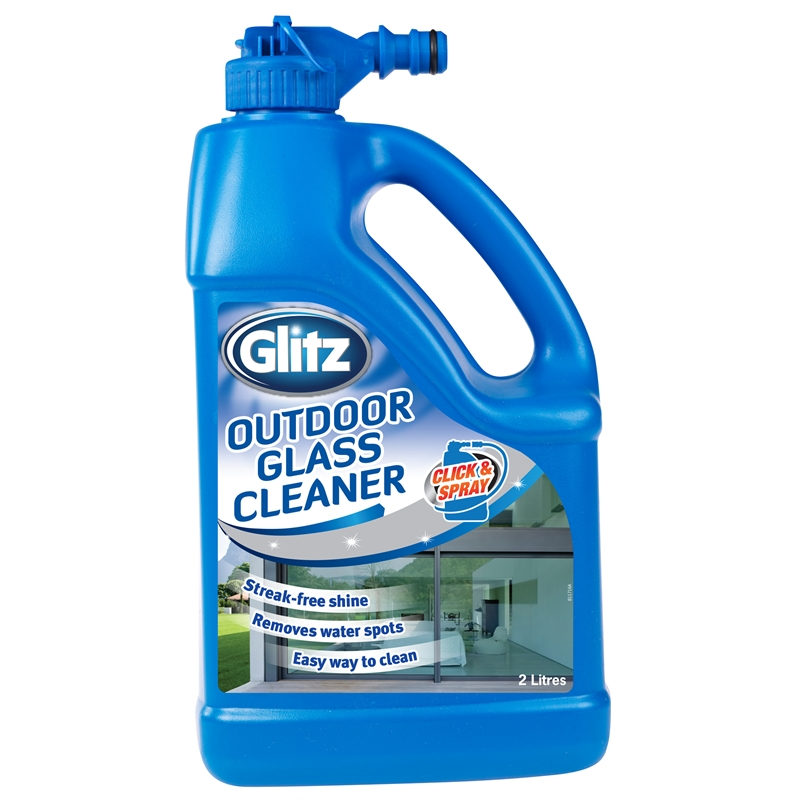 Glitz
OUTDOOR
GLASS
CLEANER
CLICK &
SPRAY
Streak-free shine
Removes water spots
Easy way to clean
2 Litres